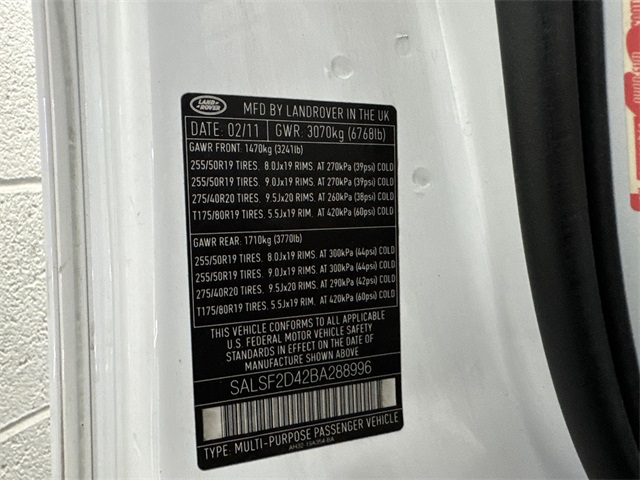 LAND ROVER
MFD BY LANDROVER IN THE UK
DATE: 02/11 GWR: 3070kg (6768lb)
GAWR FRONT: 1470kg (3241lb)
255/50R19 TIRES. 8.0Jx19 RIMS. AT 270kPa (39psi) COLD
255/50R19 TIRES. 9.0Jx19 RIMS. AT 270kPa (39psi) COLD
275/40R20 TIRES. 9.5Jx20 RIMS. AT 260kPa (38psi) COLD
T175/80R19 TIRES. 5.5Jx19 RIM. AT 420kPa (60psi) COLD
GAWR REAR: 1710kg (3770lb)
255/50R19 TIRES. 8.0Jx19 RIMS. AT 300kPa (44psi) COLD
255/50R19 TIRES. 9.0Jx19 RIMS. AT 300kPa (44psi) COLD
275/40R20 TIRES. 9.5Jx20 RIMS. AT 290kPa (42psi) COLD
T175/80R19 TIRES. 5.5Jx19 RIM. AT 420kPa (60psi) COLD
THIS VEHICLE CONFORMS TO ALL APPLICABLE
U.S. FEDERAL MOTOR VEHICLE SAFETY
STANDARDS IN EFFECT ON THE DATE OF
MANUFACTURE SHOWN ABOVE
SALSF2D42BA288996
TYPE: MULTI-PURPOSE PASSENGER VEHICLE